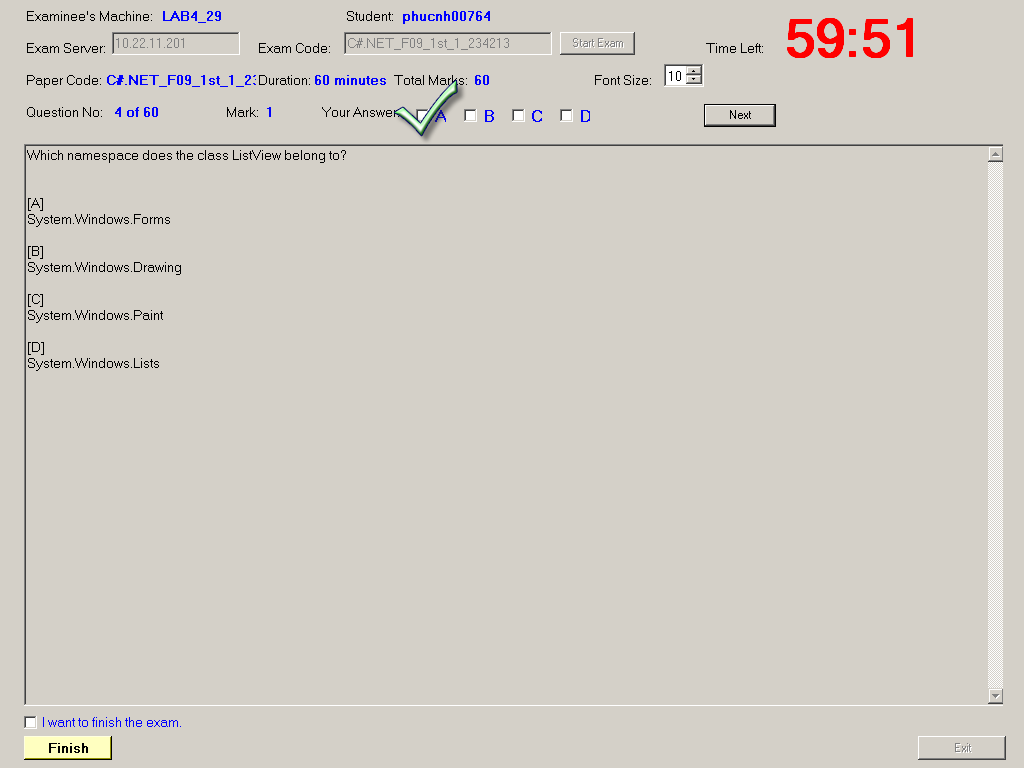 Examinee's Machine: LAB4_29 Student: phucnh00764
Exam Server: 10.22.11.201 Exam Code: C#.NET_F09_1st_1_234213 Start Exam Time Left: 59:51
Paper Code: C#.NET_F09_1st_1_23 Duration: 60 minutes Total Marks: 60 Font Size: 10
Question No: 4 of 60 Mark: 1 Your Answer A B C D Next
Which namespace does the class ListView belong to?
[A]
System.Windows.Forms
[B]
System.Windows.Drawing
[C]
System.Windows.Paint
[D]
System.Windows.Lists
I want to finish the exam.
Finish Exit